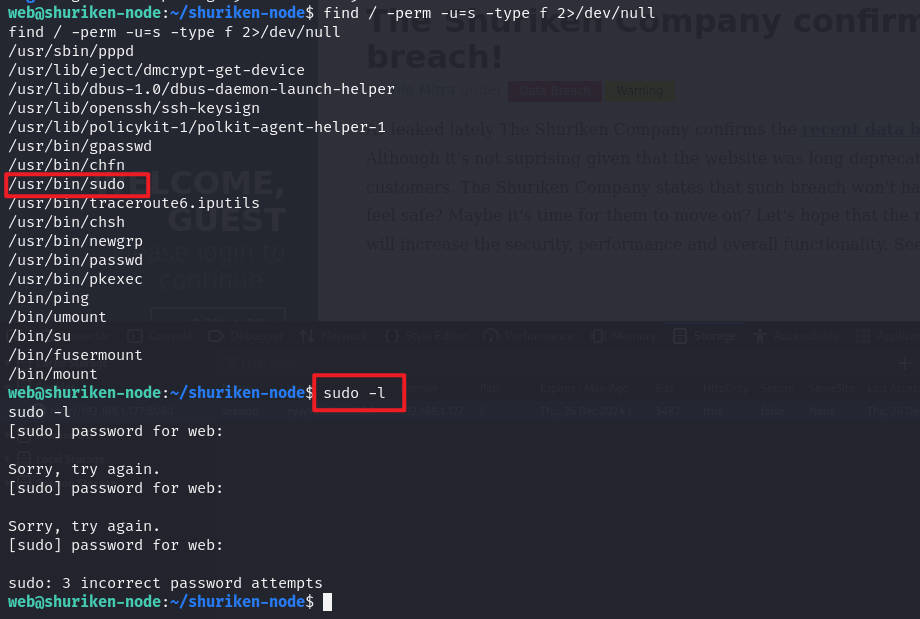 web@shuriken-node:~/shuriken-node$ find / -perm -u=s -type f 2>/dev/null
find / -perm -u=s -type f 2>/dev/null
/usr/sbin/pppd
/usr/lib/eject/dmcrypt-get-device
/usr/lib/dbus-1.0/dbus-daemon-launch-helper
/usr/lib/openssh/ssh-keysign
/usr/lib/policykit-1/polkit-agent-helper-1
/usr/bin/gpasswd
/usr/bin/chfn
/usr/bin/sudo
/usr/bin/traceroute6.iputils
/usr/bin/chsh
/usr/bin/newgrp
/usr/bin/passwd
/usr/bin/pkexec
/bin/ping
/bin/umount
/bin/su
/bin/fusermount
/bin/mount
web@shuriken-node:~/shuriken-node$ sudo -l
sudo -l
[sudo] password for web:
Sorry, try again.
[sudo] password for web:
Sorry, try again.
[sudo] password for web:
sudo: 3 incorrect password attempts
web@shuriken-node:~/shuriken-node$
The Shuriken Company confirm
breach!
Data Breach Warning
leaked lately The Shuriken Company confirms the recent data b
Although it's not suprising given that the website was long depreca
customers. The Shuriken Company states that such breach won't ha
feel safe? Maybe it's time for them to move on? Let's hope that the
will increase the security, performance and overall functionality. See
ELCOME,
GUEST
ase login to
continue
Console Debugger Network Style Editor Performance Memory Storage Accessibility Applic